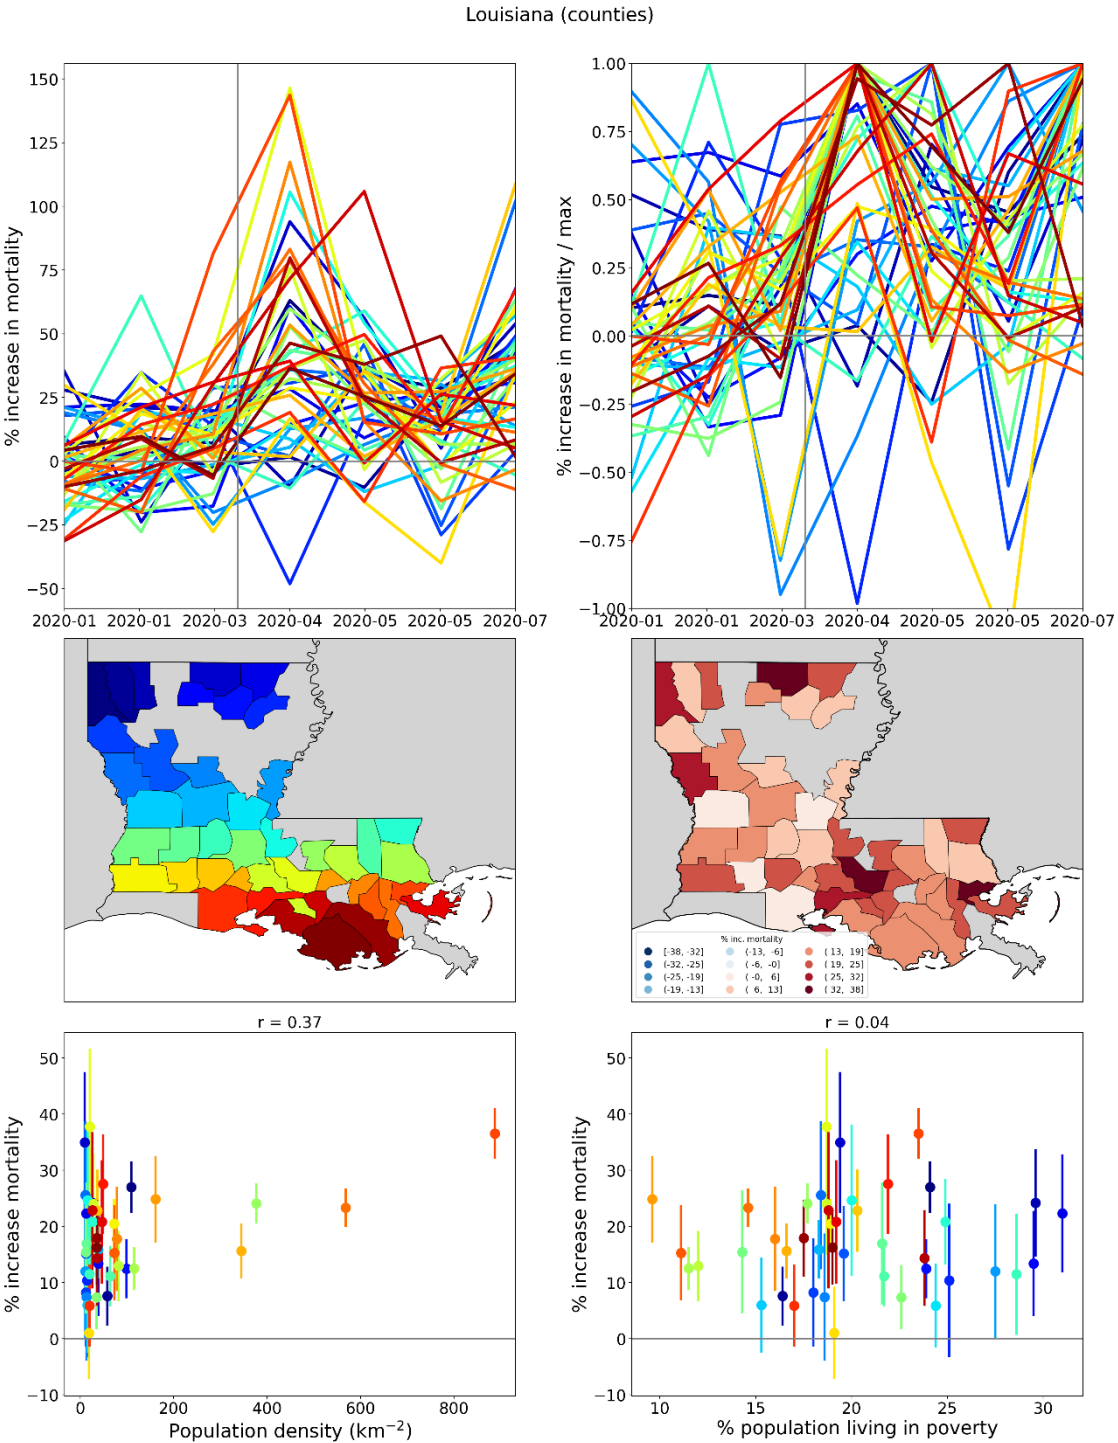 Louisiana (counties)
% increase in mortality
150
125
100
75
50
25
0
−25
−50
2020-01 2020-01 2020-03 2020-04 2020-05 2020-05 2020-07
% increase in mortality / max
1.00
0.75
0.50
0.25
0.00
−0.25
−0.50
−0.75
−1.00
2020-01 2020-01 2020-03 2020-04 2020-05 2020-05 2020-07
% inc. mortality
[-38, -32] (-13, -6] ( 13, 19]
(-32, -25] ( -6, -0] ( 19, 25]
(-25, -19] ( -0, 6] ( 25, 32]
(-19, -13] ( 6, 13] ( 32, 38]
r = 0.37
% increase mortality
50
40
30
20
10
0
−10
0 200 400 600 800
Population density (km⁻²)
r = 0.04
% increase mortality
50
40
30
20
10
0
−10
10 15 20 25 30
% population living in poverty